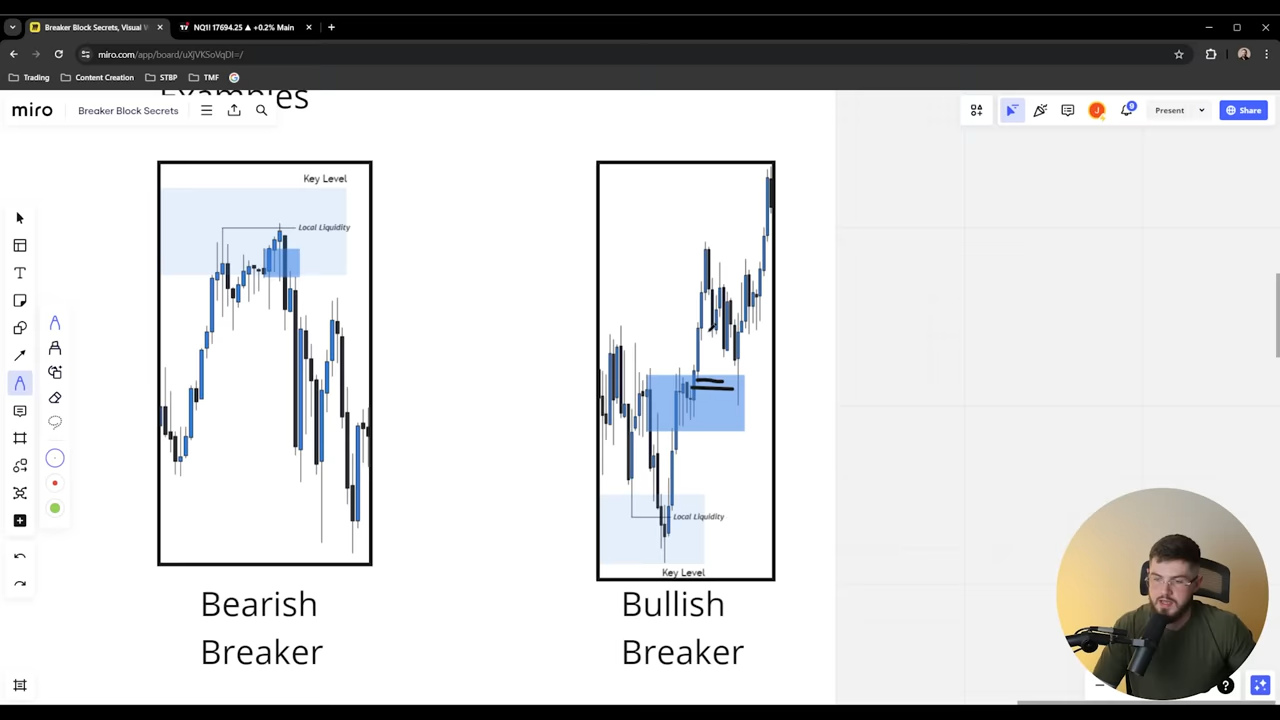 Breaker Block Secrets, Visual
NQ1! 17694.25 ▲ +0.2% Main
miro.com/app/board/uXjVKSoVqDI=/
Trading
Content Creation
STBP
TMF
Examples
miro
Breaker Block Secrets
J
Present
Share
Key Level
Local Liquidity
Local Liquidity
Key Level
Bearish
Breaker
Bullish
Breaker